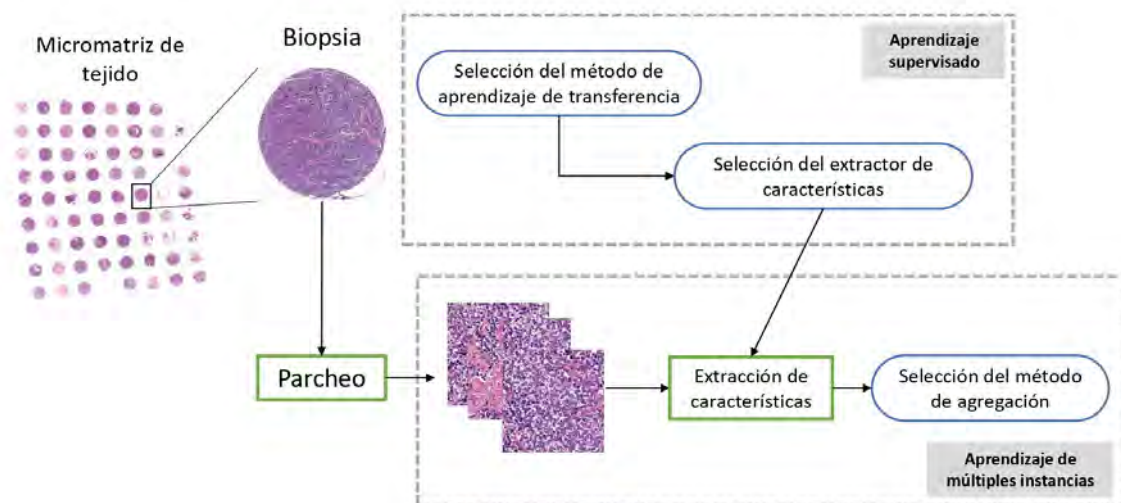 Micromatriz de
tejido
Biopsia
Aprendizaje
supervisado
Selección del método de
aprendizaje de transferencia
Selección del extractor de
características
Parcheo
Extracción de
características
Selección del método
de agregación
Aprendizaje de
múltiples instancias